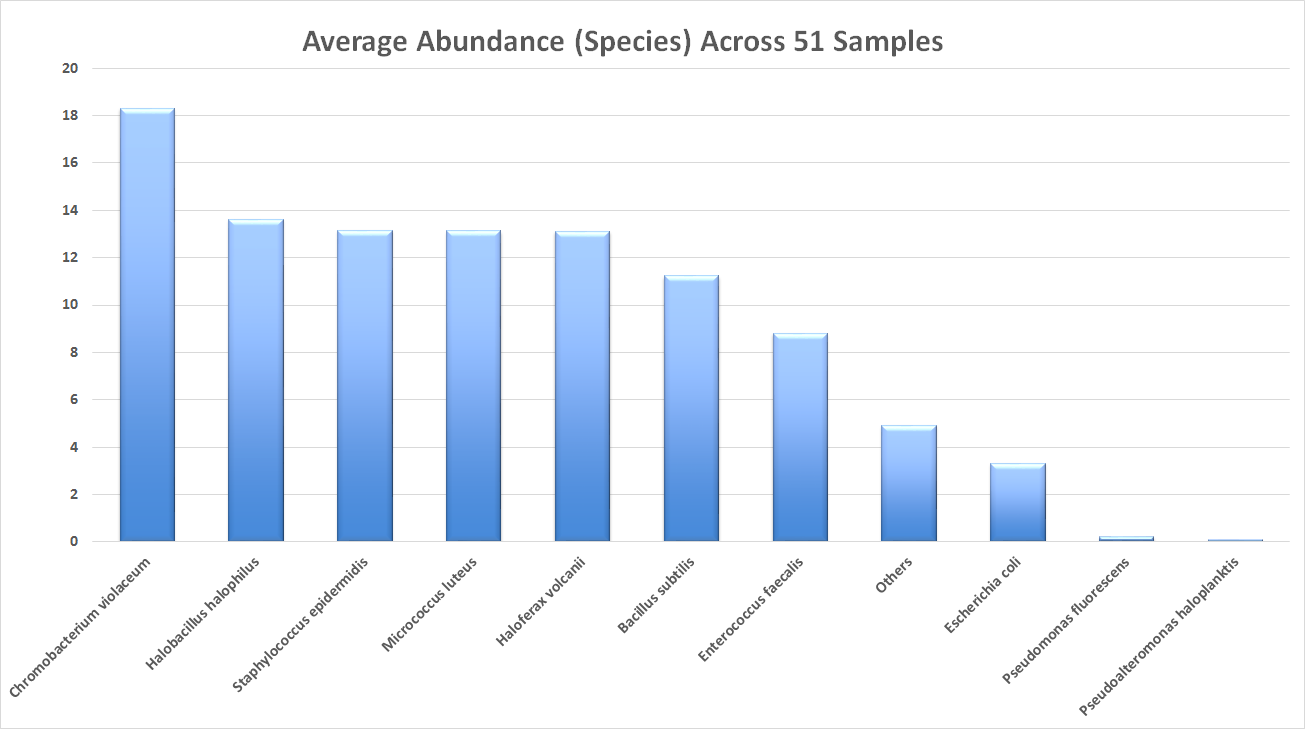 Average Abundance (Species) Across 51 Samples
20
18
16
14
12
10
8
6
4
2
0
Chromobacterium violaceum
Halobacillus halophilus
Staphylococcus epidermidis
Micrococcus luteus
Haloferax volcanii
Bacillus subtilis
Enterococcus faecalis
Others
Escherichia coli
Pseudomonas fluorescens
Pseudoalteromonas haloplanktis